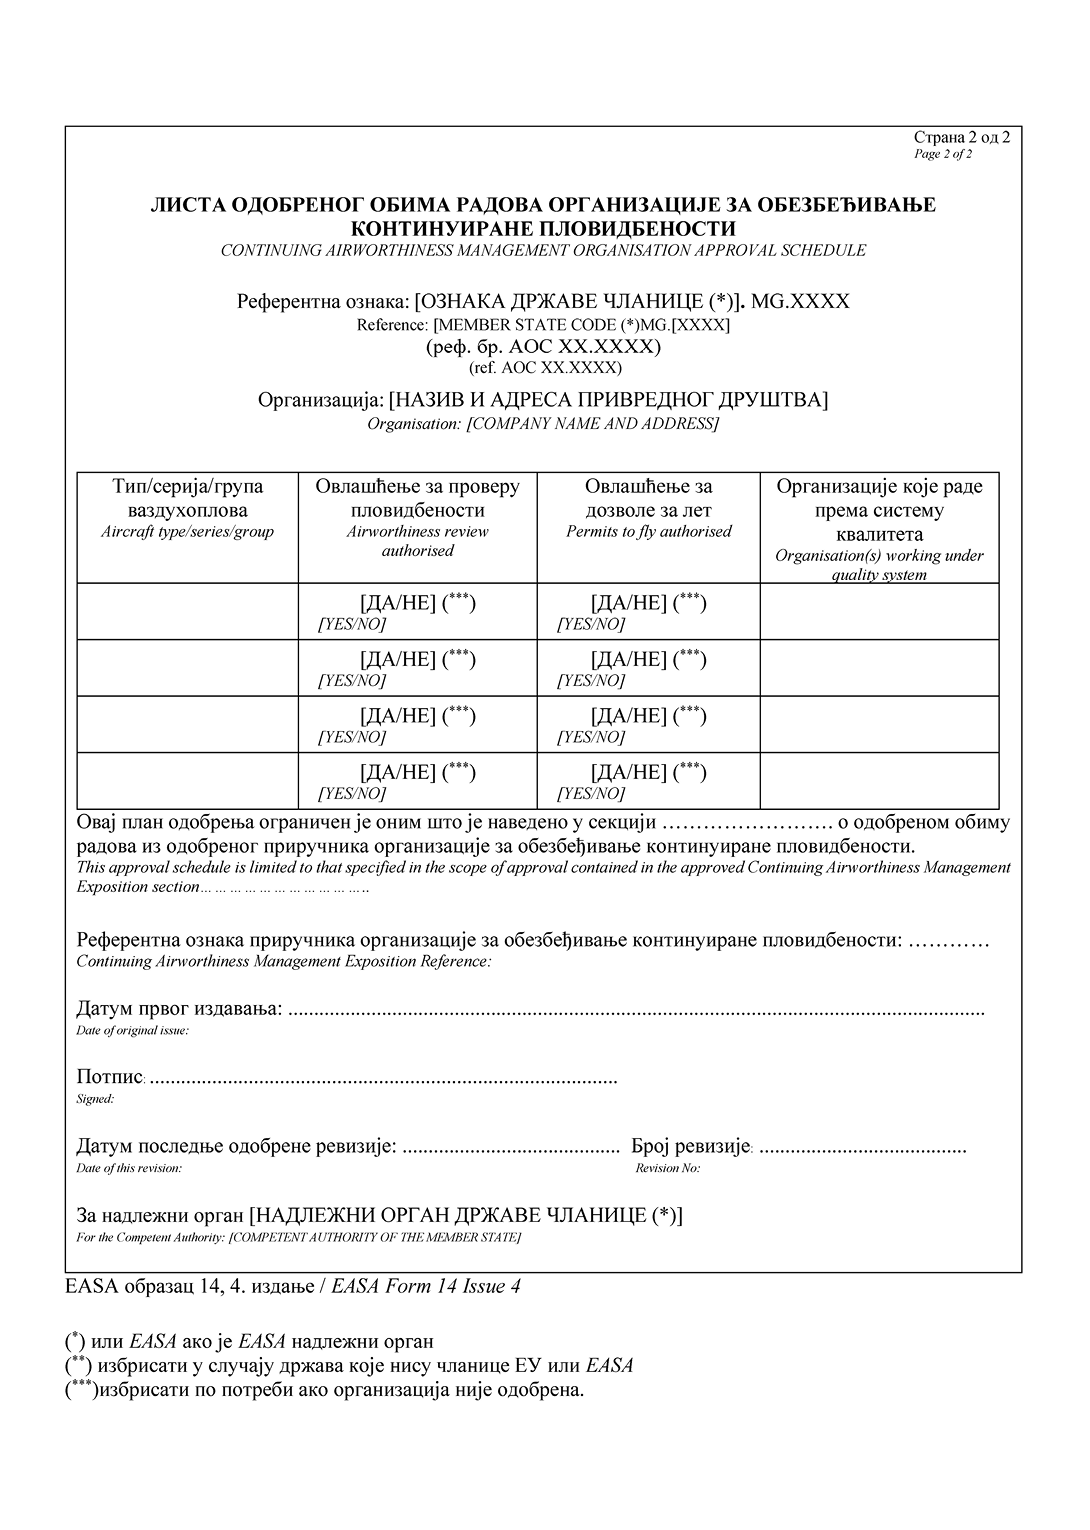 Страна 2 од 2
Page 2 of 2
ЛИСТА ОДОБРЕНОГ ОБИМА РАДОВА ОРГАНИЗАЦИЈЕ ЗА ОБЕЗБЕЂИВАЊЕ
КОНТИНУИРАНЕ ПЛОВИДБЕНОСТИ
CONTINUING AIRWORTHINESS MANAGEMENT ORGANISATION APPROVAL SCHEDULE
Референтна ознака: [ОЗНАКА ДРЖАВЕ ЧЛАНИЦЕ (*)]. MG.XXXX
Reference: [MEMBER STATE CODE (*)MG.[XXXX]
(реф. бр. AOC XX.XXXX)
(ref. AOC XX.XXXX)
Организација: [НАЗИВ И АДРЕСА ПРИВРЕДНОГ ДРУШТВА]
Organisation: [COMPANY NAME AND ADDRESS]
Тип/серија/група
ваздухоплова
Aircraft type/series/group
Овлашћење за проверу
пловидбености
Airworthiness review
authorised
Овлашћење за
дозволе за лет
Permits to fly authorised
Организације које раде
према систему
квалитета
Organisation(s) working under
quality system
[ДА/НЕ] (***)
[YES/NO]
[ДА/НЕ] (***)
[YES/NO]
[ДА/НЕ] (***)
[YES/NO]
[ДА/НЕ] (***)
[YES/NO]
[ДА/НЕ] (***)
[YES/NO]
[ДА/НЕ] (***)
[YES/NO]
[ДА/НЕ] (***)
[YES/NO]
[ДА/НЕ] (***)
[YES/NO]
Овај план одобрења ограничен је оним што је наведено у секцији ……………………. о одобреном обиму
радова из одобреног приручника организације за обезбеђивање континуиране пловидбености.
This approval schedule is limited to that specified in the scope of approval contained in the approved Continuing Airworthiness Management
Exposition section……………………………..
Референтна ознака приручника организације за обезбеђивање континуиране пловидбености: …………
Continuing Airworthiness Management Exposition Reference:
Датум првог издавања: ......................................................................................................................................
Date of original issue:
Потпис: ..........................................................................................
Signed:
Датум последње одобрене ревизије: .......................................... Број ревизије: ........................................
Date of this revision: Revision No:
За надлежни орган [НАДЛЕЖНИ ОРГАН ДРЖАВЕ ЧЛАНИЦЕ (*)]
For the Competent Authority: [COMPETENT AUTHORITY OF THE MEMBER STATE]
EASA образац 14, 4. издање / EASA Form 14 Issue 4
(*) или EASA ако је EASA надлежни орган
(**) избрисати у случају држава које нису чланице ЕУ или EASA
(***)избрисати по потреби ако организација није одобрена.